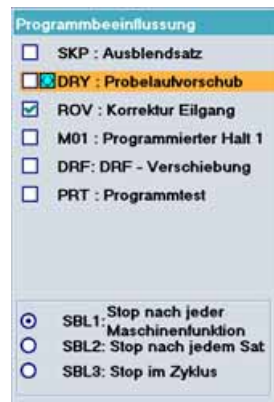 Programmbeeinflussung
SKP : Ausblendsatz
DRY : Probelaufvorschub
ROV : Korrektur Eilgang
M01 : Programmierter Halt 1
DRF: DRF - Verschiebung
PRT : Programmtest
SBL1: Stop nach jeder
Maschinenfunktion
SBL2: Stop nach jedem Sat
SBL3: Stop im Zyklus